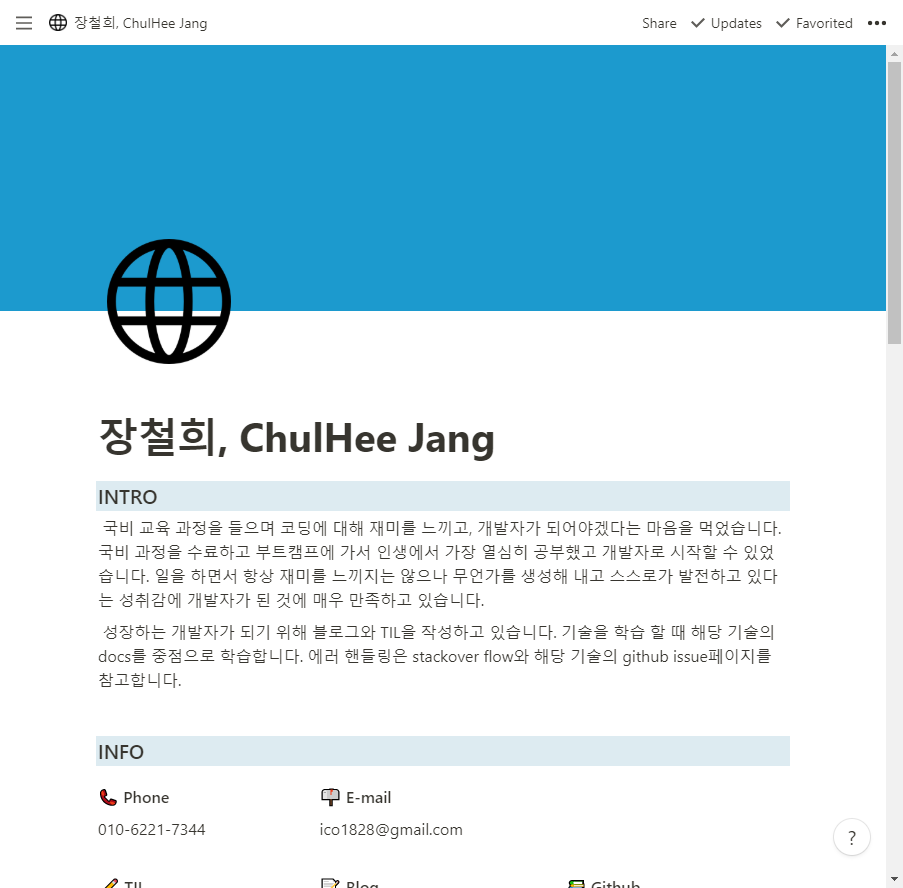 장철희, ChulHee Jang
Share
Updates
Favorited
장철희, ChulHee Jang
INTRO
국비 교육 과정을 들으며 코딩에 대해 재미를 느끼고, 개발자가 되어야겠다는 마음을 먹었습니다.
국비 과정을 수료하고 부트캠프에 가서 인생에서 가장 열심히 공부했고 개발자로 시작할 수 있었
습니다. 일을 하면서 항상 재미를 느끼지는 않으나 무언가를 생성해 내고 스스로가 발전하고 있다
는 성취감에 개발자가 된 것에 매우 만족하고 있습니다.
성장하는 개발자가 되기 위해 블로그와 TIL을 작성하고 있습니다. 기술을 학습 할 때 해당 기술의
docs를 중점으로 학습합니다. 에러 핸들링은 stackover flow와 해당 기술의 github issue페이지를
참고합니다.
INFO
Phone
E-mail
010-6221-7344
ico1828@gmail.com
?
TIL
Blog
Github